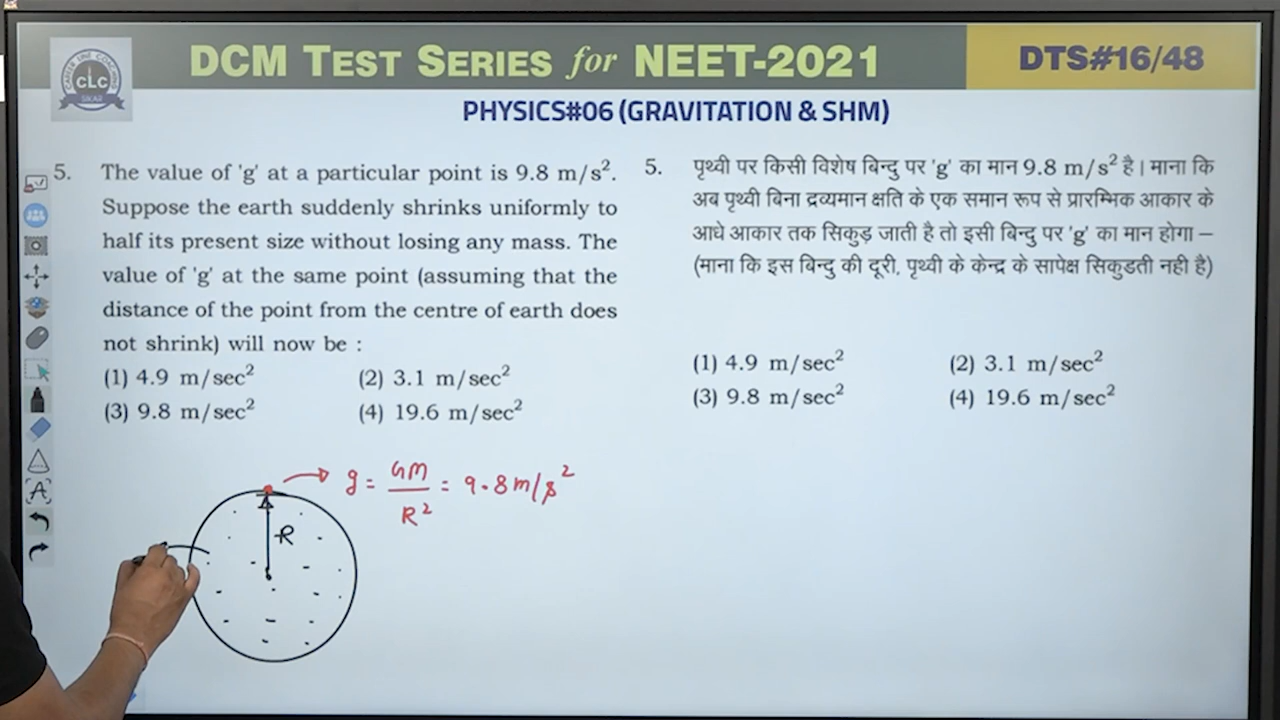 DCM TEST SERIES for NEET-2021
DTS#16/48
CLC
SIKAR
PHYSICS#06 (GRAVITATION & SHM)
5. The value of 'g' at a particular point is 9.8 m/s².
Suppose the earth suddenly shrinks uniformly to
half its present size without losing any mass. The
value of 'g' at the same point (assuming that the
distance of the point from the centre of earth does
not shrink) will now be :
(1) 4.9 m/sec² (2) 3.1 m/sec²
(3) 9.8 m/sec² (4) 19.6 m/sec²
5. पृथ्वी पर किसी विशेष बिन्दु पर 'g' का मान 9.8 m/s² है। माना कि
अब पृथ्वी बिना द्रव्यमान क्षति के एक समान रूप से प्रारम्भिक आकार के
आधे आकार तक सिकुड़ जाती है तो इसी बिन्दु पर 'g' का मान होगा –
(माना कि इस बिन्दु की दूरी, पृथ्वी के केन्द्र के सापेक्ष सिकुडती नही है)
(1) 4.9 m/sec² (2) 3.1 m/sec²
(3) 9.8 m/sec² (4) 19.6 m/sec²
g = GM/R² = 9.8 m/s²
R
A